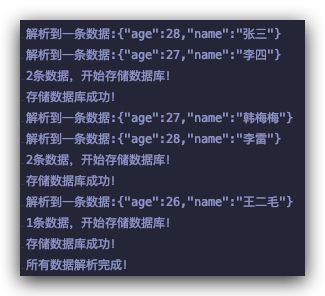 解析到一条数据:{"age":28,"name":"张三"}
解析到一条数据:{"age":27,"name":"李四"}
2条数据，开始存储数据库!
存储数据库成功!
解析到一条数据:{"age":27,"name":"韩梅梅"}
解析到一条数据:{"age":28,"name":"李雷"}
2条数据，开始存储数据库!
存储数据库成功!
解析到一条数据:{"age":26,"name":"王二毛"}
1条数据，开始存储数据库!
存储数据库成功!
所有数据解析完成!